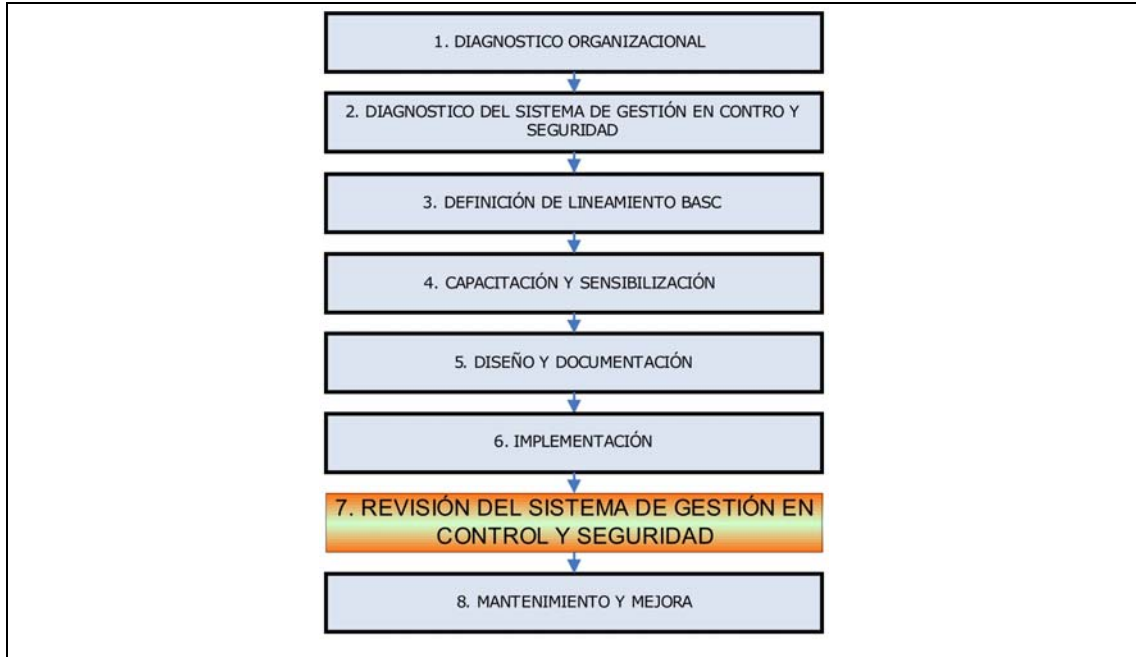 1. DIAGNOSTICO ORGANIZACIONAL
2. DIAGNOSTICO DEL SISTEMA DE GESTIÓN EN CONTRO Y
SEGURIDAD
3. DEFINICIÓN DE LINEAMIENTO BASC
4. CAPACITACIÓN Y SENSIBILIZACIÓN
5. DISEÑO Y DOCUMENTACIÓN
6. IMPLEMENTACIÓN
7. REVISIÓN DEL SISTEMA DE GESTIÓN EN
CONTROL Y SEGURIDAD
8. MANTENIMIENTO Y MEJORA